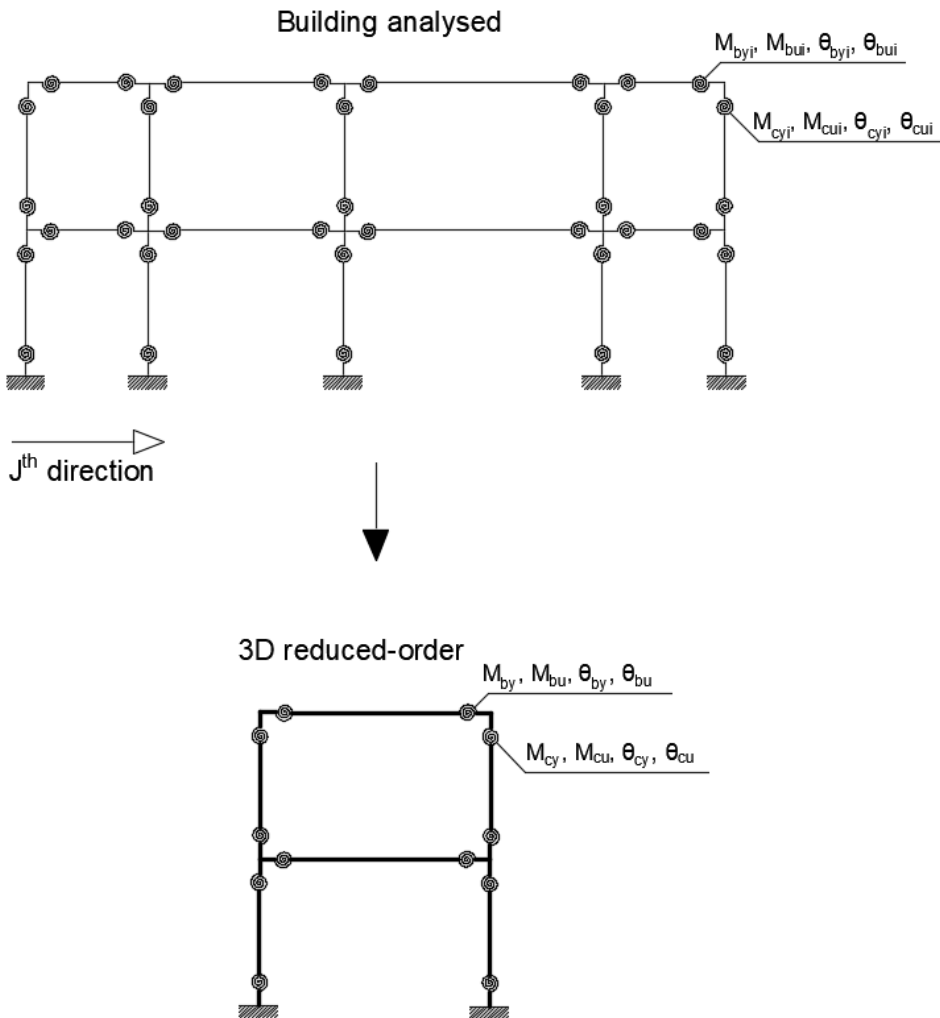 Building analysed
M_byi, M_bui, θ_byi, θ_bui
M_cyi, M_cui, θ_cyi, θ_cui
J^th direction
3D reduced-order
M_by, M_bu, θ_by, θ_bu
M_cy, M_cu, θ_cy, θ_cu